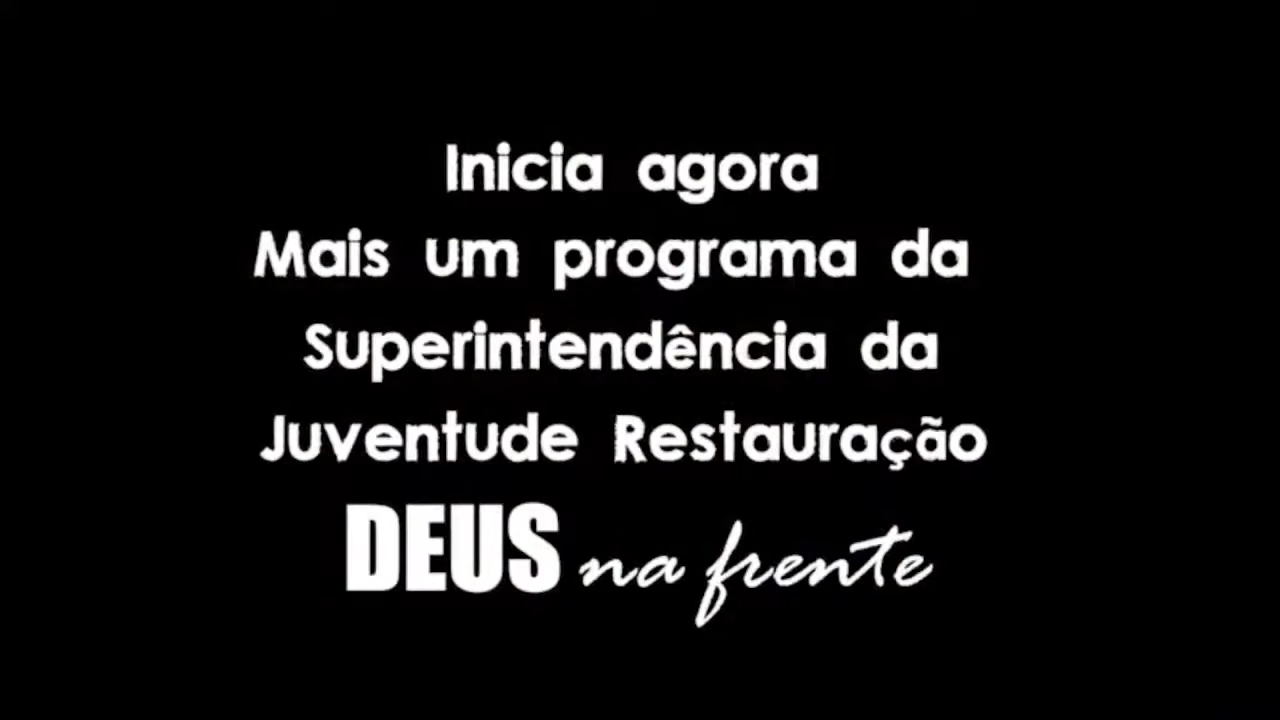 Inicia agora
Mais um programa da
Superintendência da
Juventude Restauração
DEUS na frente